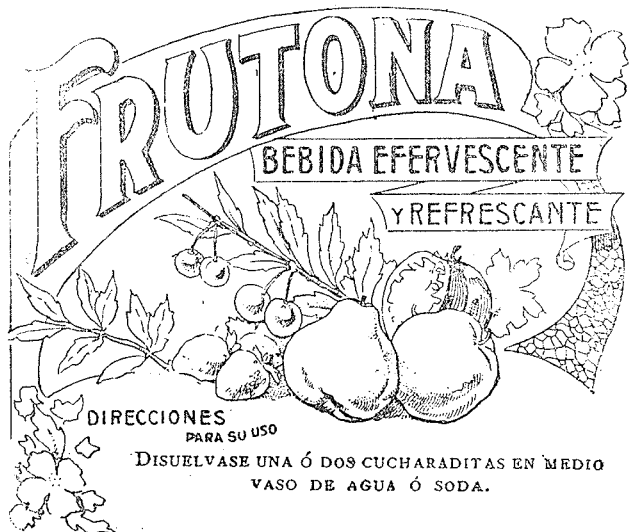 FRUTONA
BEBIDA EFERVESCENTE
Y REFRESCANTE
DIRECCIONES
PARA SU USO
DISUELVASE UNA Ó DOS CUCHARADITAS EN MEDIO
VASO DE AGUA Ó SODA.